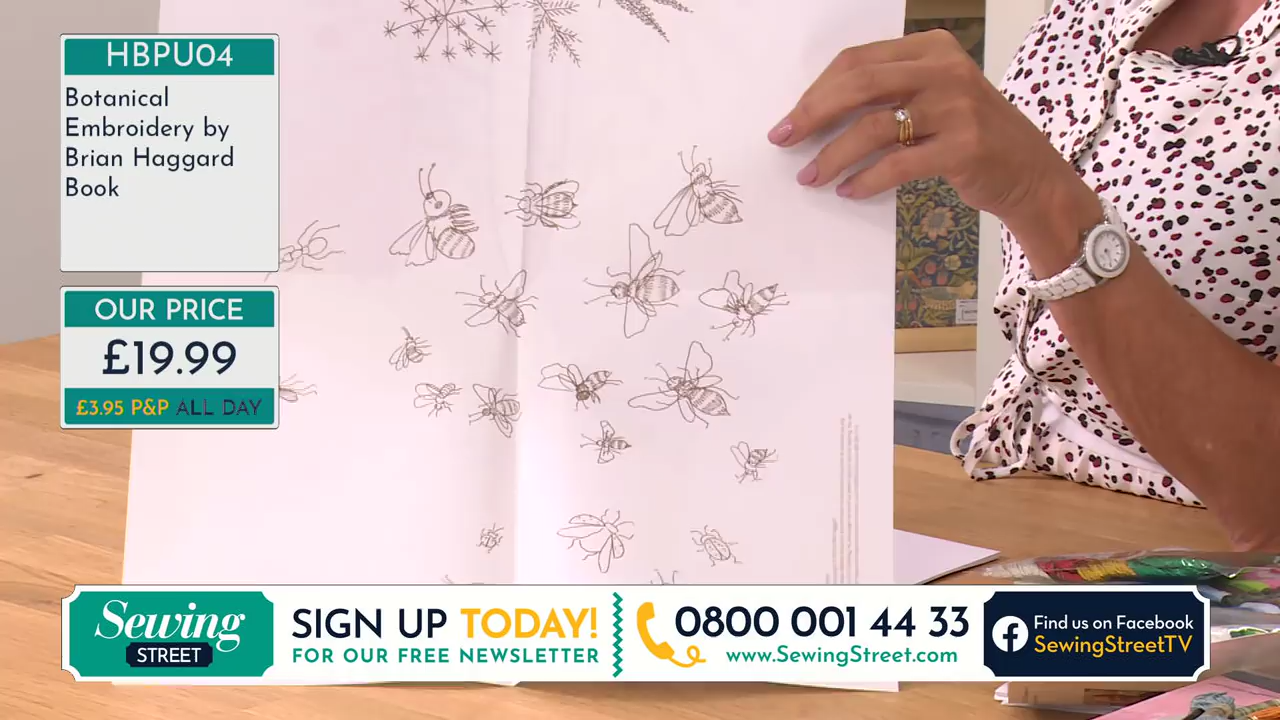 HBPU04
Botanical
Embroidery by
Brian Haggard
Book
OUR PRICE
£19.99
£3.95 P&P ALL DAY
Sewing
STREET
SIGN UP TODAY!
FOR OUR FREE NEWSLETTER
0800 001 44 33
www.SewingStreet.com
Find us on Facebook
SewingStreetTV